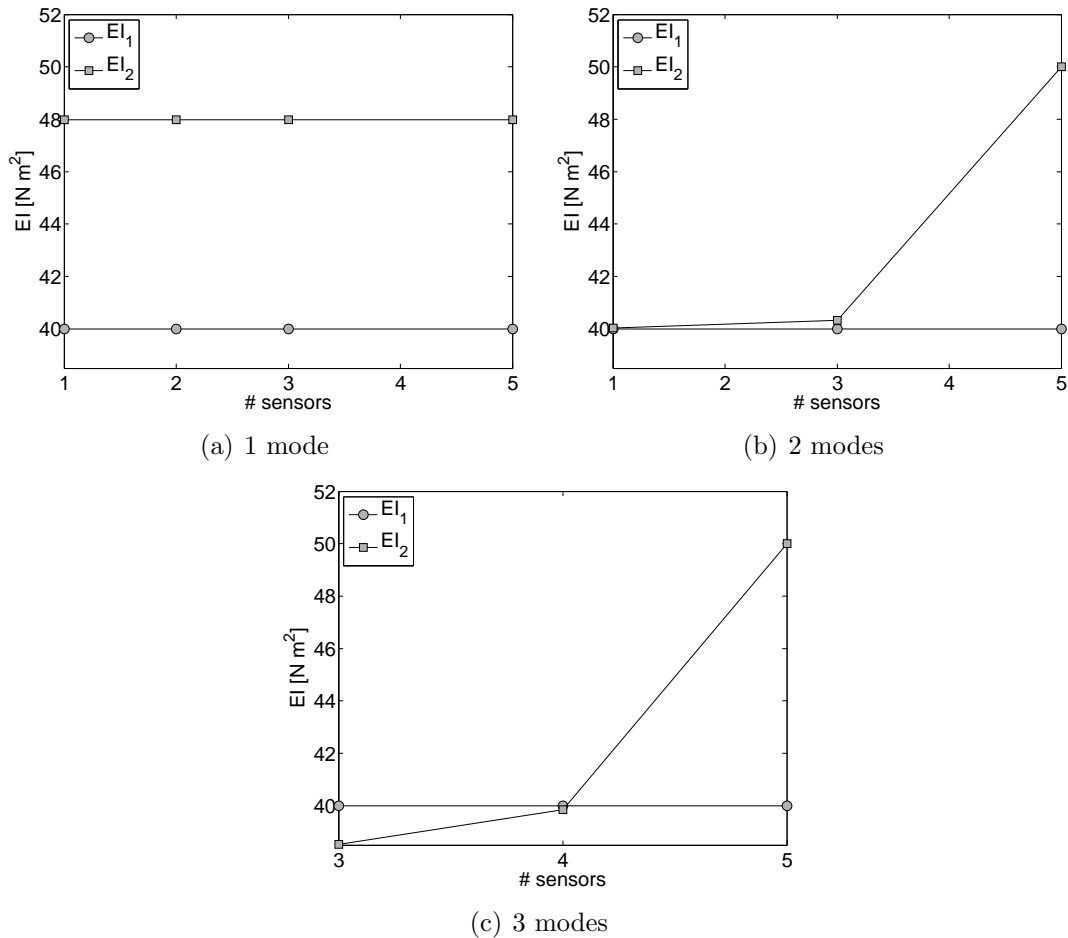 52
50
48
46
44
42
40
EI [N m²]
EI₁
EI₂
1 2 3 4 5
# sensors
(a) 1 mode
52
50
48
46
44
42
40
EI [N m²]
EI₁
EI₂
1 2 3 4 5
# sensors
(b) 2 modes
52
50
48
46
44
42
40
EI [N m²]
EI₁
EI₂
3 4 5
# sensors
(c) 3 modes